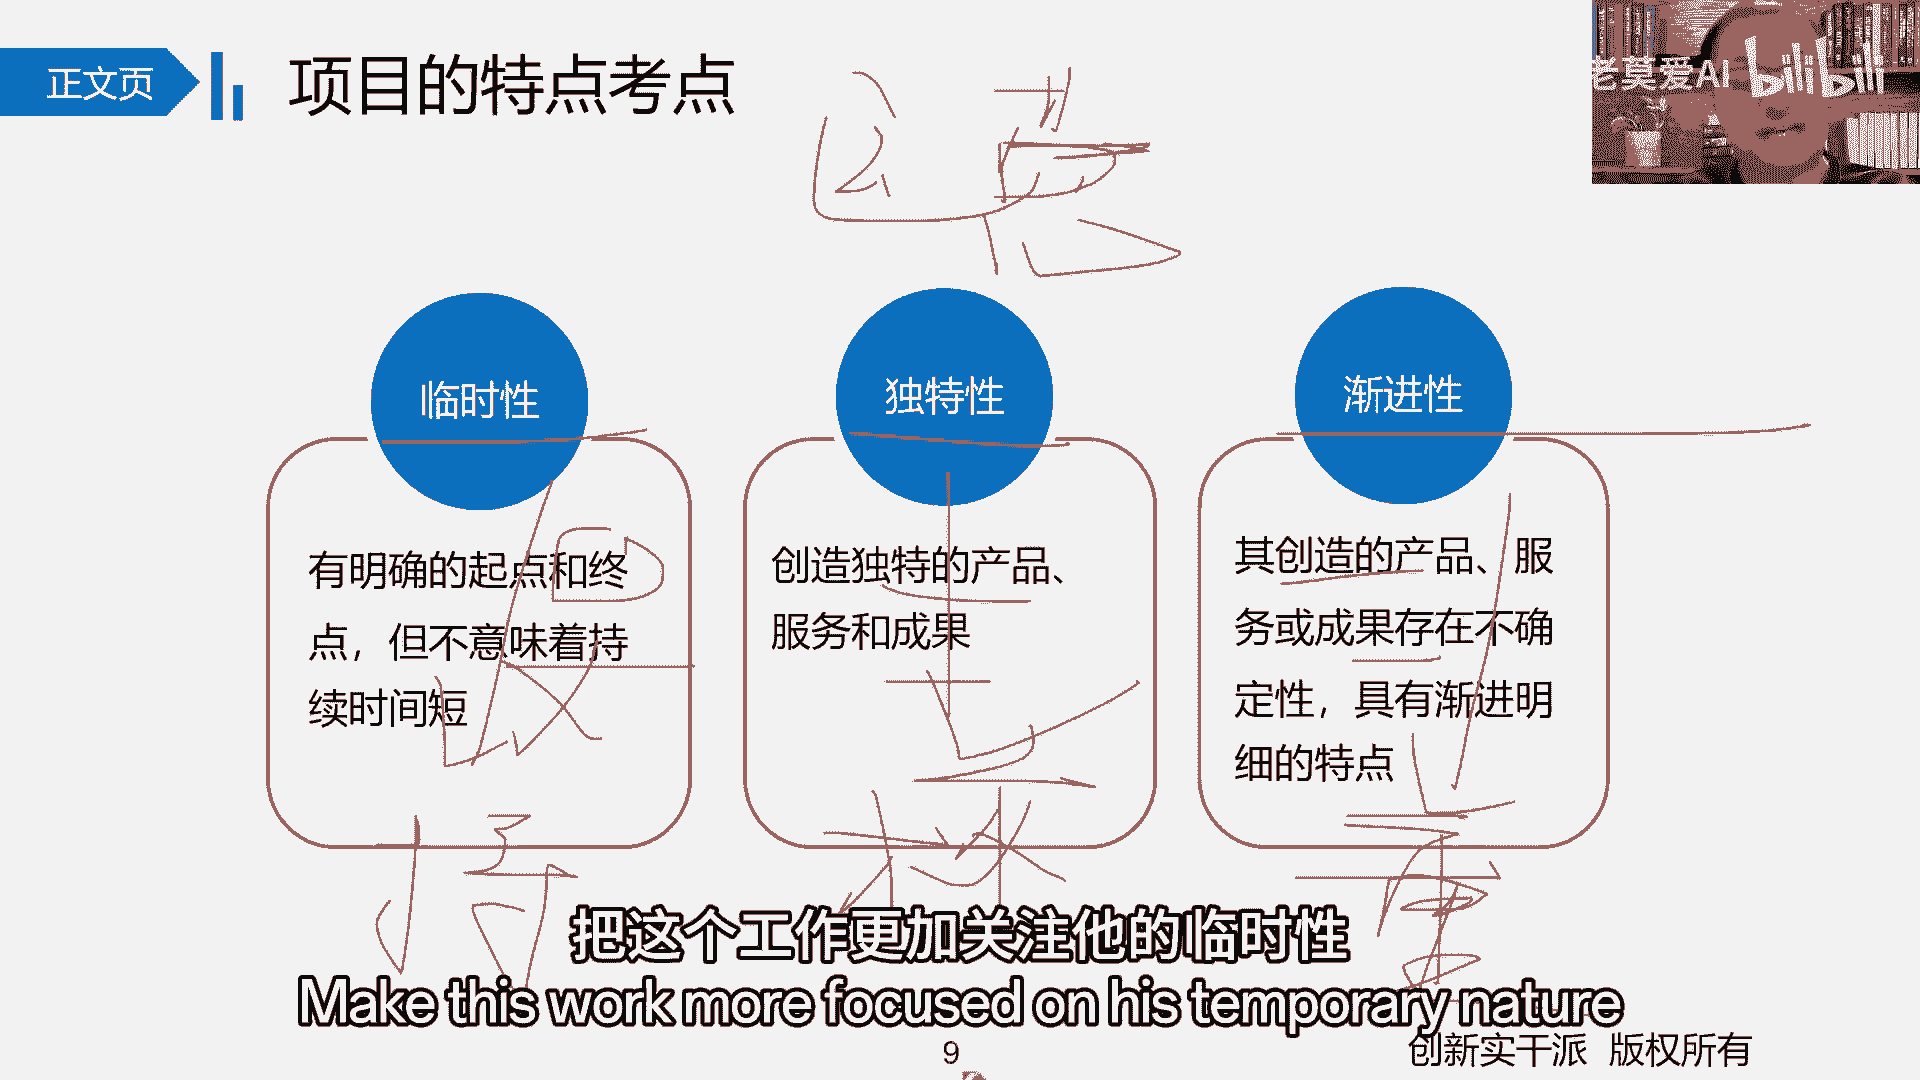 正文页
项目的特点考点
老莫爱AI
bilibili
临时性
有明确的起点和终
点，但不意味着持
续时间短
独特性
创造独特的产品、
服务和成果
渐进性
其创造的产品、服
务或成果存在不确
定性，具有渐进明
细的特点
把这个工作更加关注他的临时性
Make this work more focused on his temporary nature
9
创新实干派 版权所有